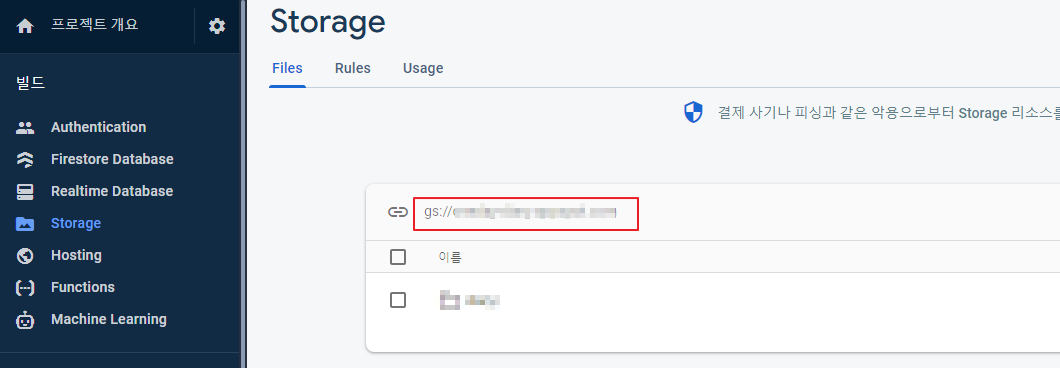 프로젝트 개요
빌드
Authentication
Firestore Database
Realtime Database
Storage
Hosting
Functions
Machine Learning
Storage
Files Rules Usage
결제 사기나 피싱과 같은 악용으로부터 Storage 리소스를
gs://
이름